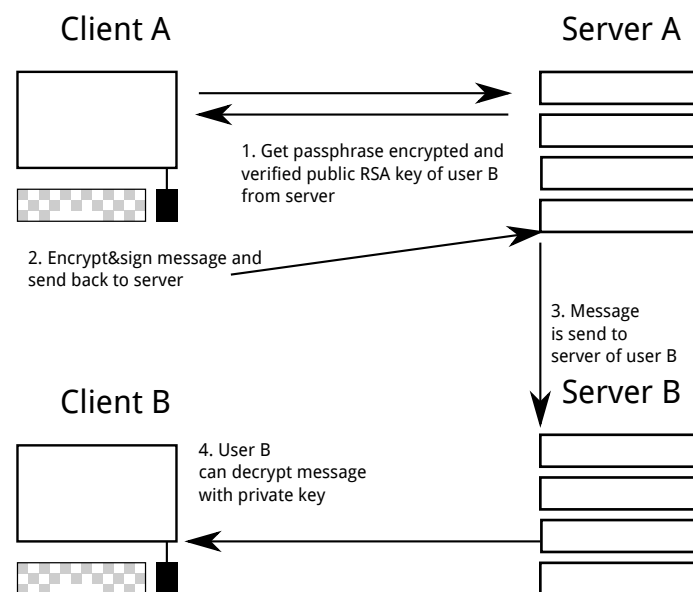 Client A
Server A
1. Get passphrase encrypted and
verified public RSA key of user B
from server
2. Encrypt&sign message and
send back to server
3. Message
is send to
server of user B
Client B
Server B
4. User B
can decrypt message
with private key